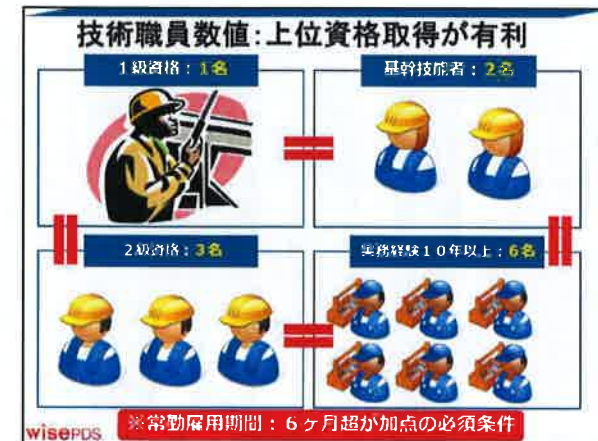 技術職員数値:上位資格取得が有利
1級資格:1名
基幹技能者:2名
2級資格:3名
実務経験10年以上:6名
※常勤雇用期間:6ヶ月超が加点の必須条件
wisePDS